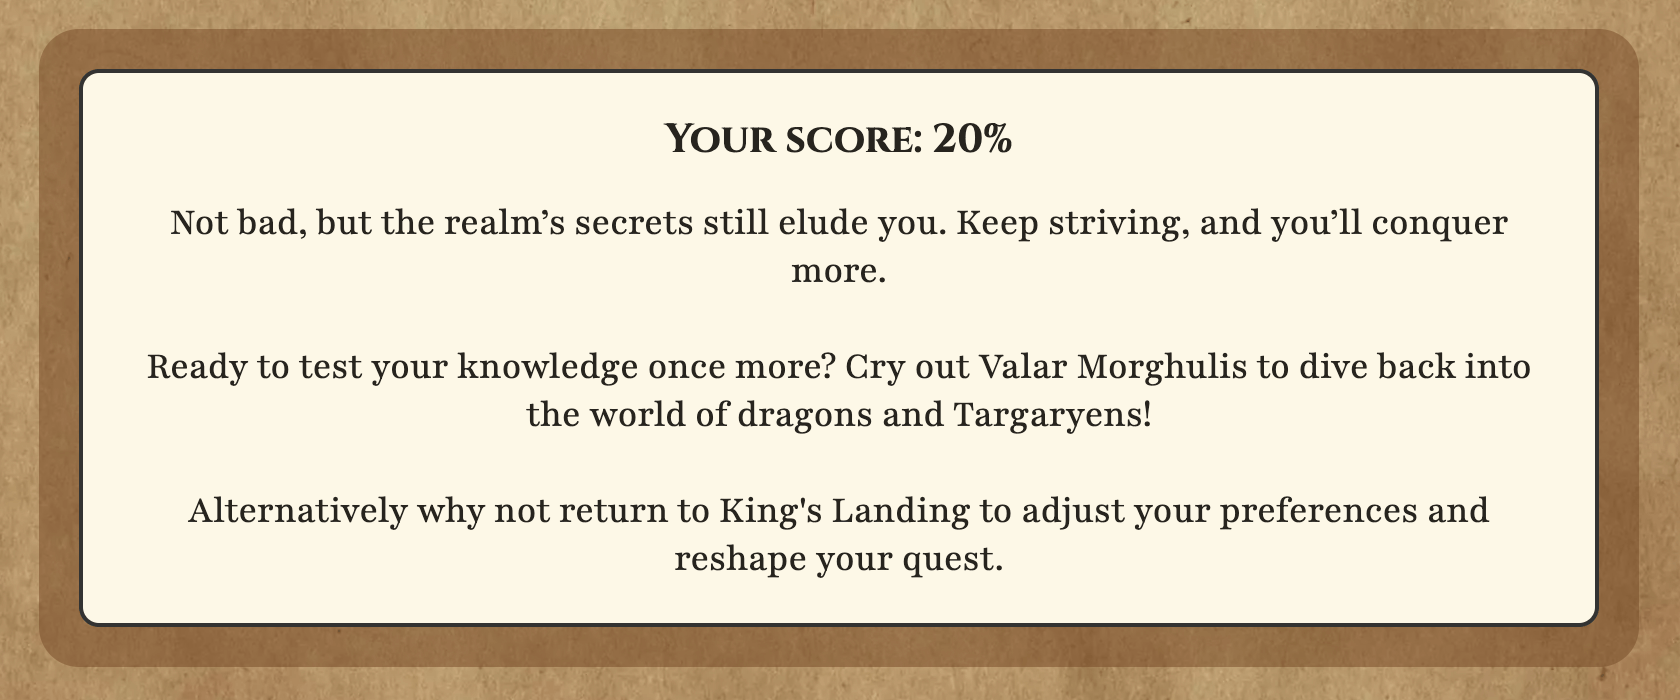 Your score: 20%
Not bad, but the realm’s secrets still elude you. Keep striving, and you’ll conquer
more.
Ready to test your knowledge once more? Cry out Valar Morghulis to dive back into
the world of dragons and Targaryens!
Alternatively why not return to King's Landing to adjust your preferences and
reshape your quest.